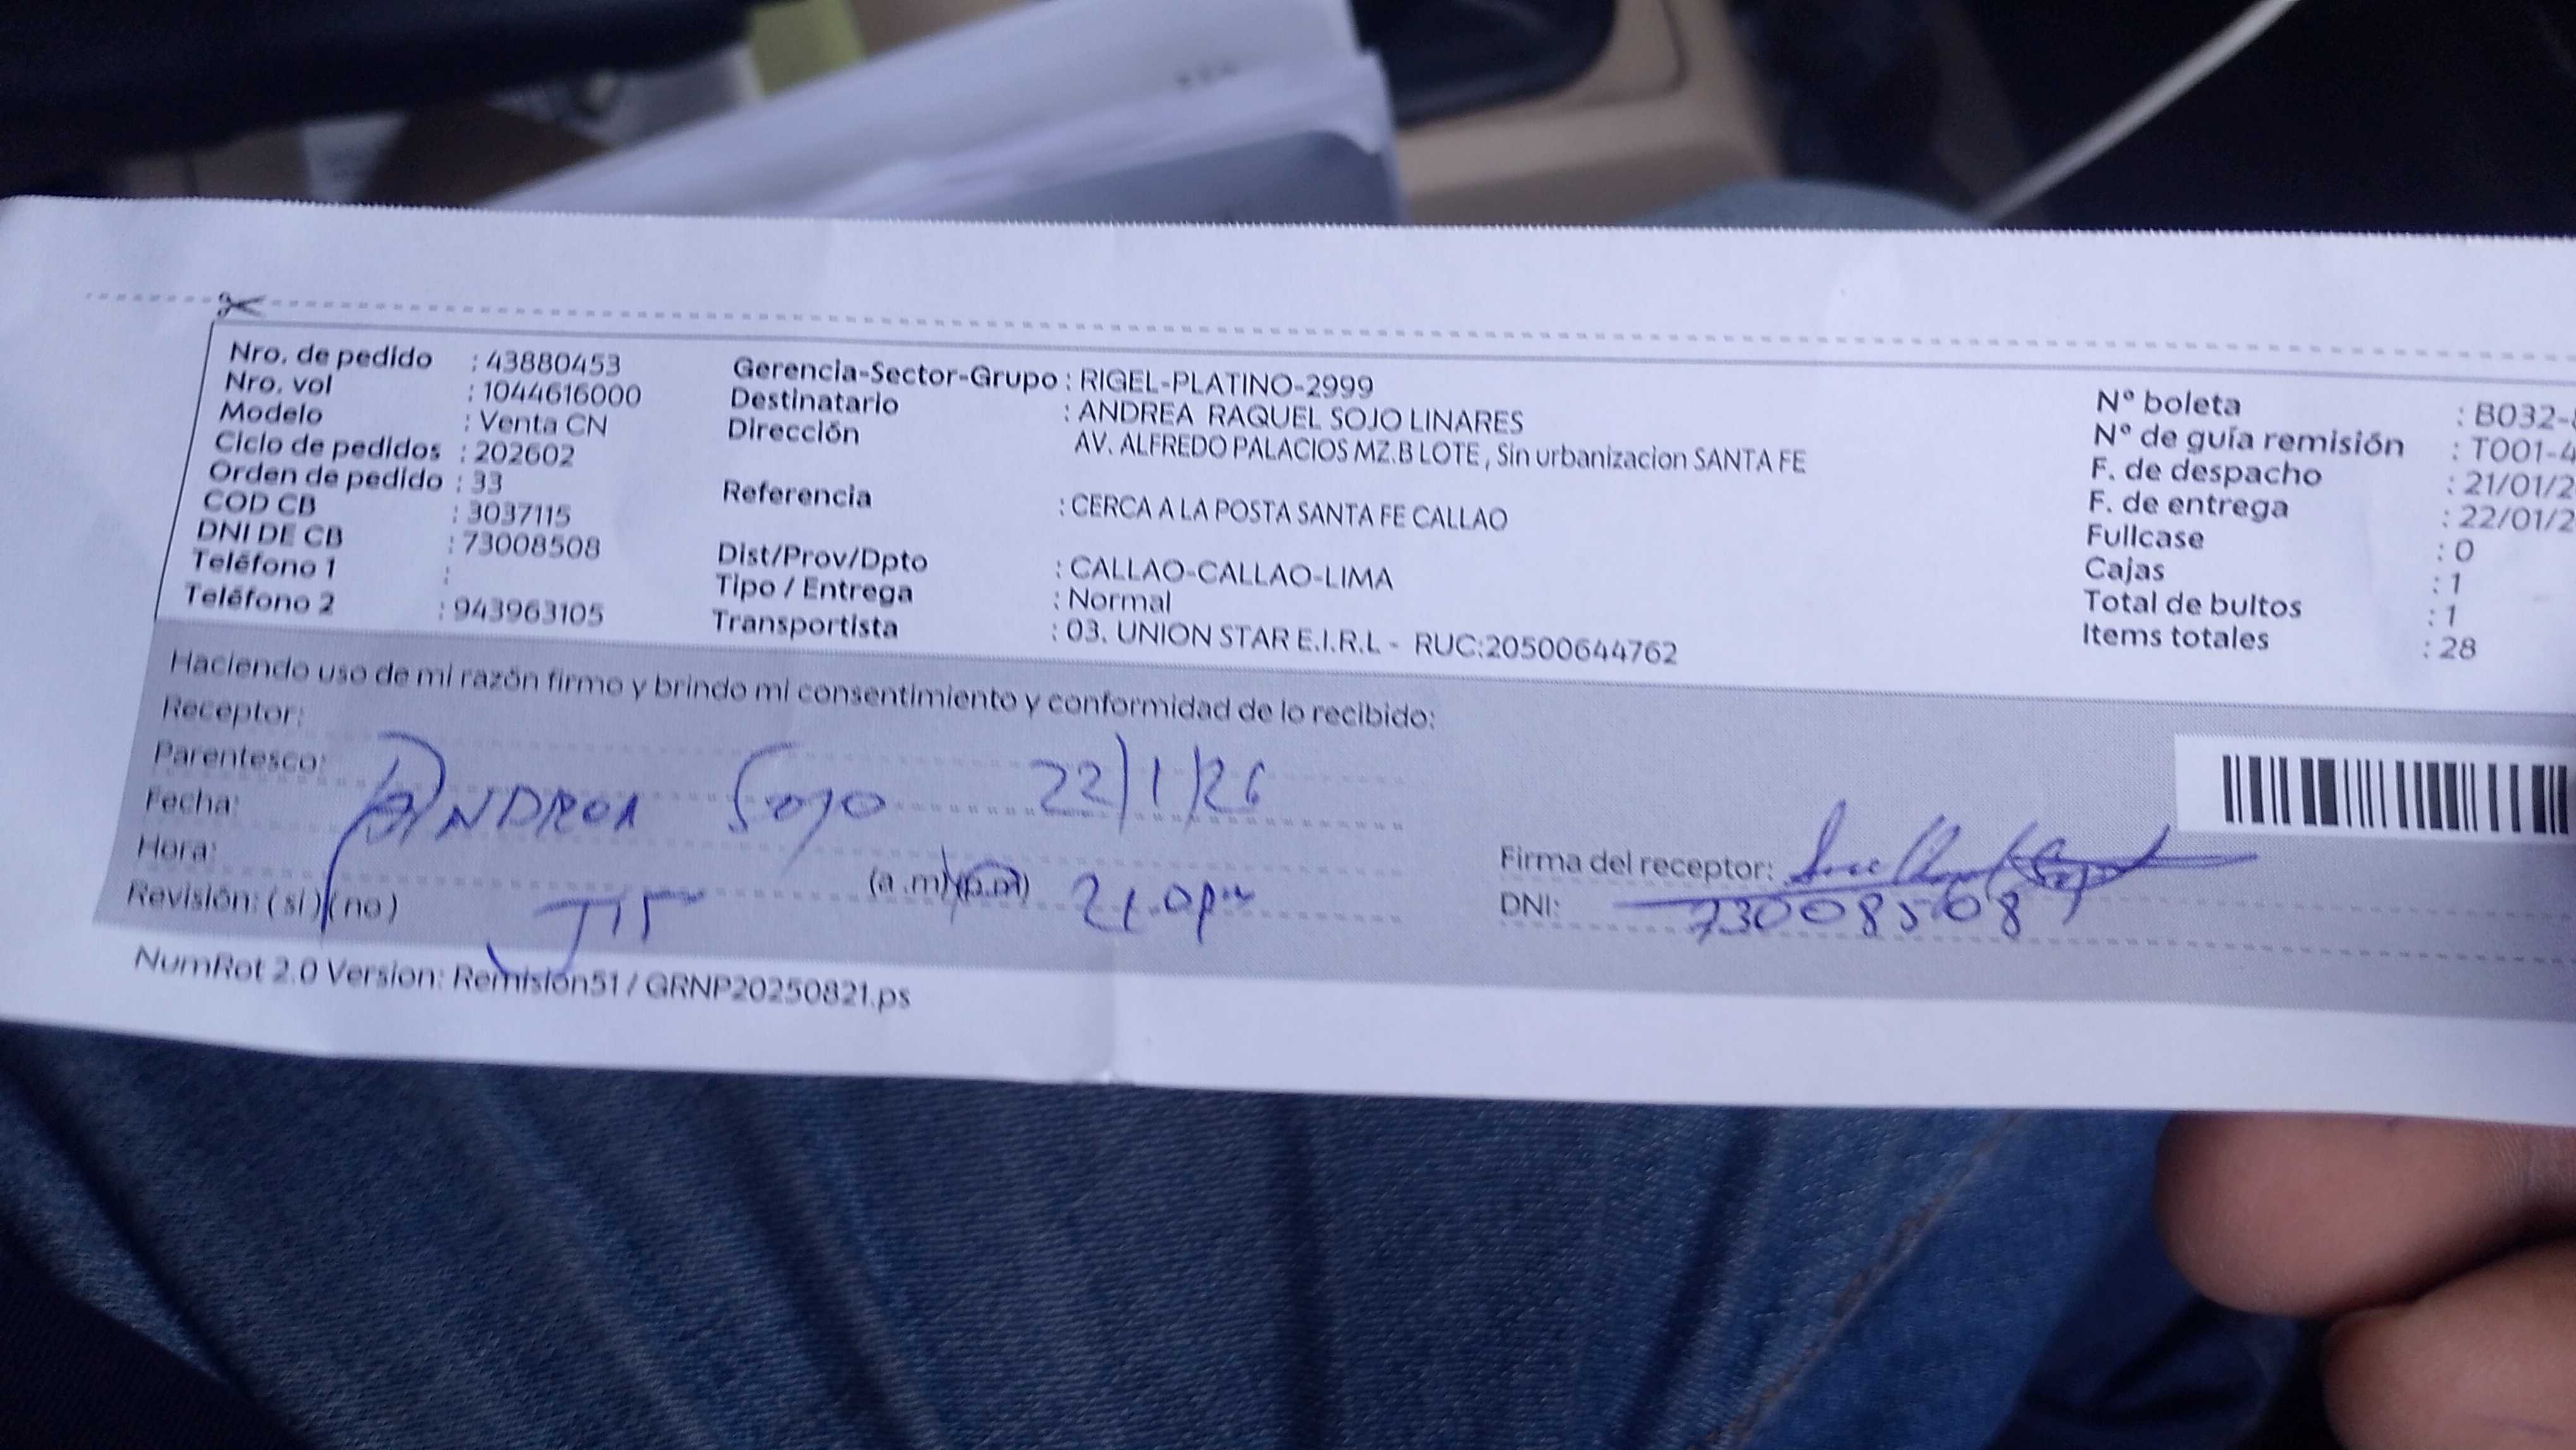 Nro. de pedido : 43880453
Nro. vol : 1044616000
Modelo : Venta CN
Ciclo de pedidos : 202602
Orden de pedido : 33
COD CB : 3037115
DNI DE CB : 73008508
Teléfono 1 :
Teléfono 2 : 943963105
Gerencia-Sector-Grupo : RIGEL-PLATINO-2999
Destinatario : ANDREA RAQUEL SOJO LINARES
Dirección AV. ALFREDO PALACIOS MZ.B LOTE , Sin urbanizacion SANTA FE
Referencia : CERCA A LA POSTA SANTA FE CALLAO
Dist/Prov/Dpto : CALLAO-CALLAO-LIMA
Tipo / Entrega : Normal
Transportista : 03. UNION STAR E.I.R.L - RUC:20500644762
N° boleta : B032-
N° de guía remisión : T001-4
F. de despacho : 21/01/2
F. de entrega : 22/01/2
Fullcase : 0
Cajas : 1
Total de bultos : 1
Items totales : 28
Haciendo uso de mi razón firmo y brindo mi consentimiento y conformidad de lo recibido:
Receptor:
Parentesco:
Fecha: ANDREA Sojo 22/1/26
Hora: (a.m) (p.m)
Revisión: ( si ) ( no ) TIT
Firma del receptor:
DNI: 73008508
NumRot 2.0 Version: Remision51 / GRNP20250821.ps